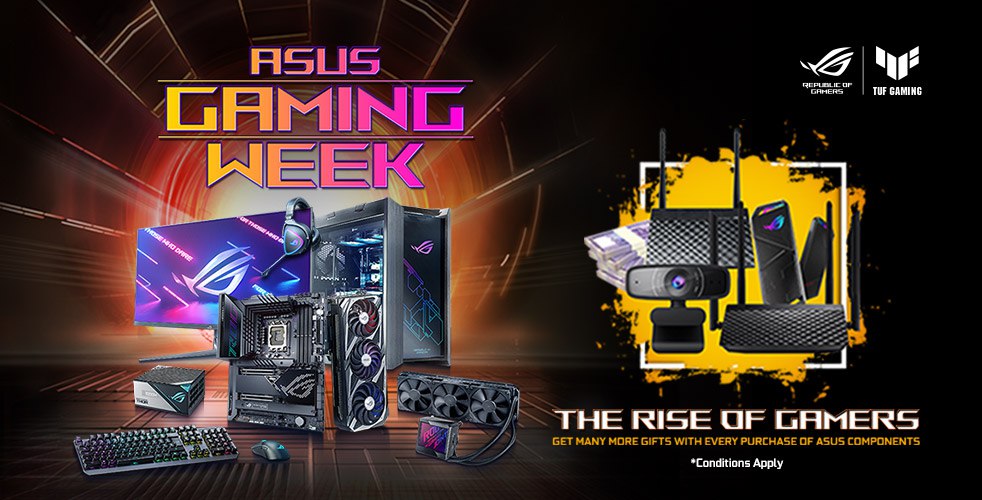 ASUS
GAMING
WEEK
REPUBLIC OF
GAMERS
TUF GAMING
THE RISE OF GAMERS
GET MANY MORE GIFTS WITH EVERY PURCHASE OF ASUS COMPONENTS
*Conditions Apply